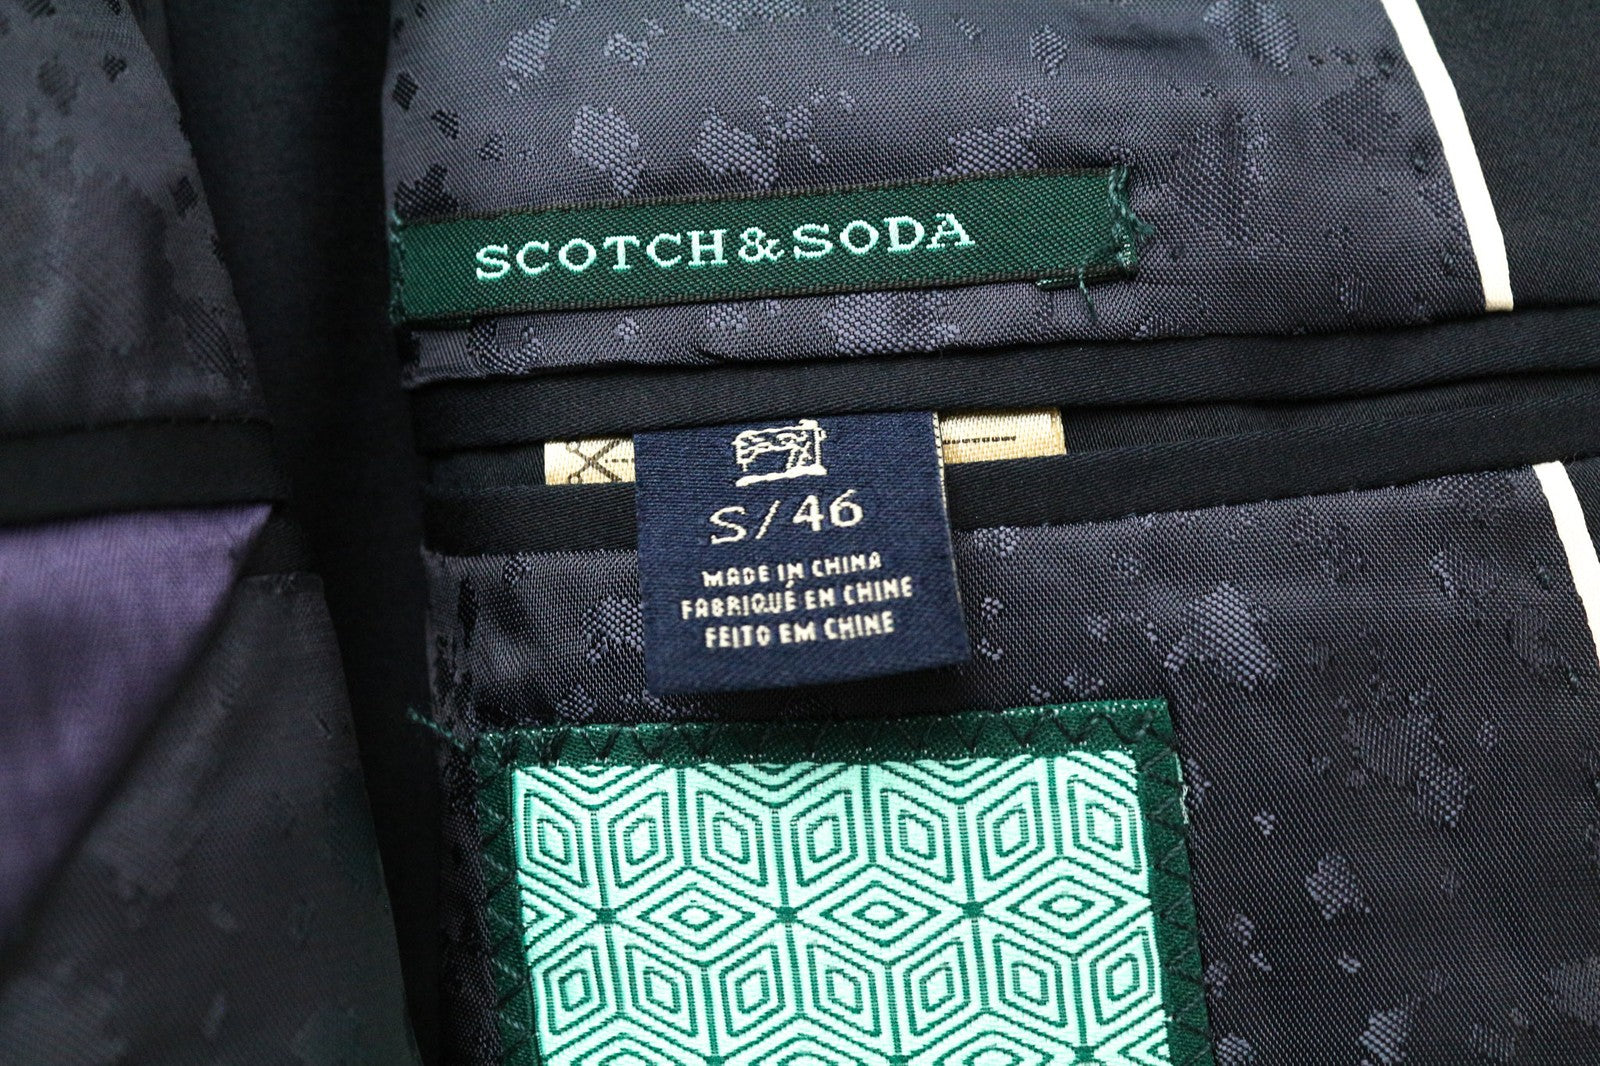 SCOTCH & SODA
S/46
MADE IN CHINA
FABRIQUÉ EN CHINE
FEITO EM CHINE